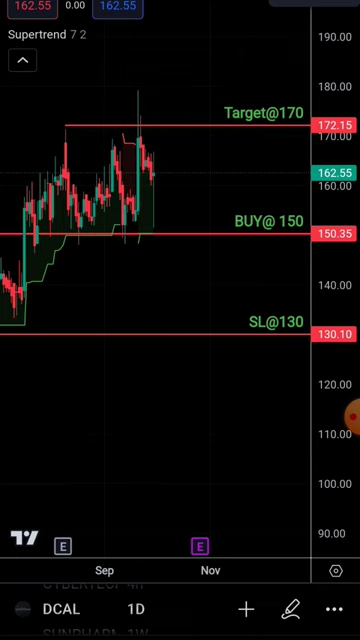 162.55 0.00 162.55
Supertrend 7 2
190.00
180.00
Target@170
172.15
170.00
162.55
160.00
BUY@ 150
150.35
140.00
SL@130
130.10
120.00
110.00
100.00
90.00
E E
Sep Nov
DCAL 1D